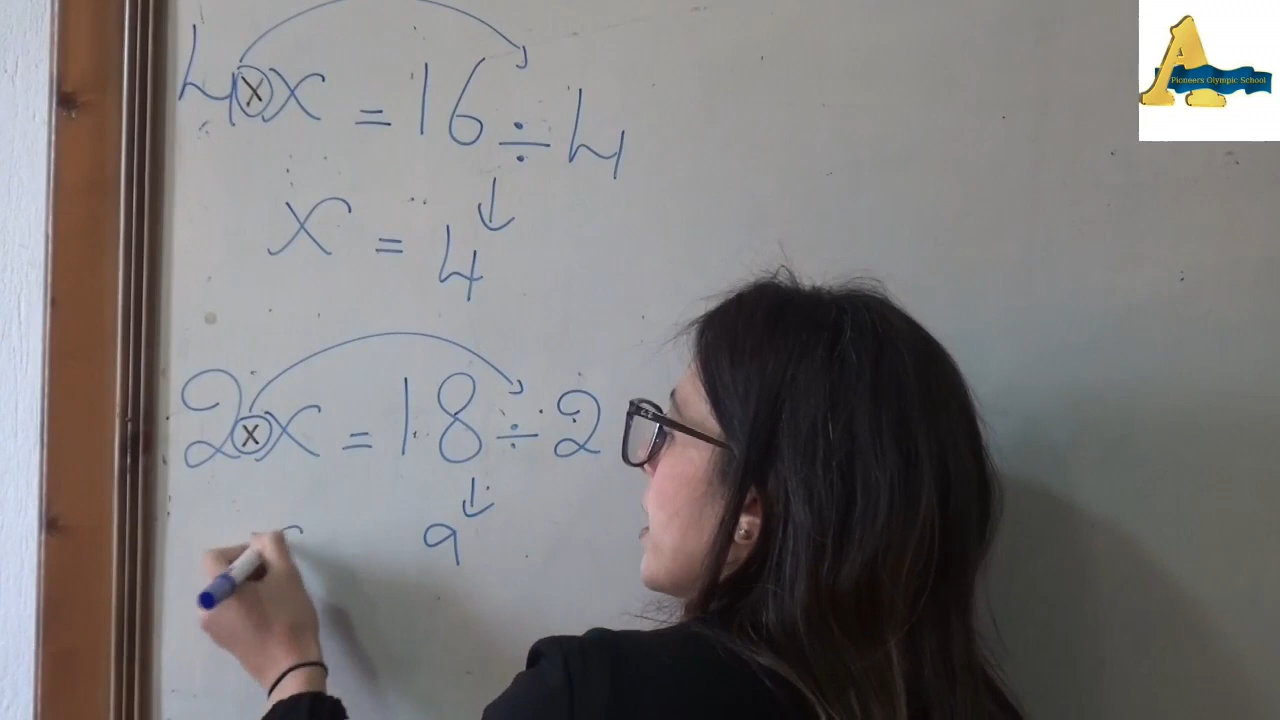 4 × x = 16 ÷ 4
x = 4
2 × x = 18 ÷ 2
9
Pioneers Olympic School